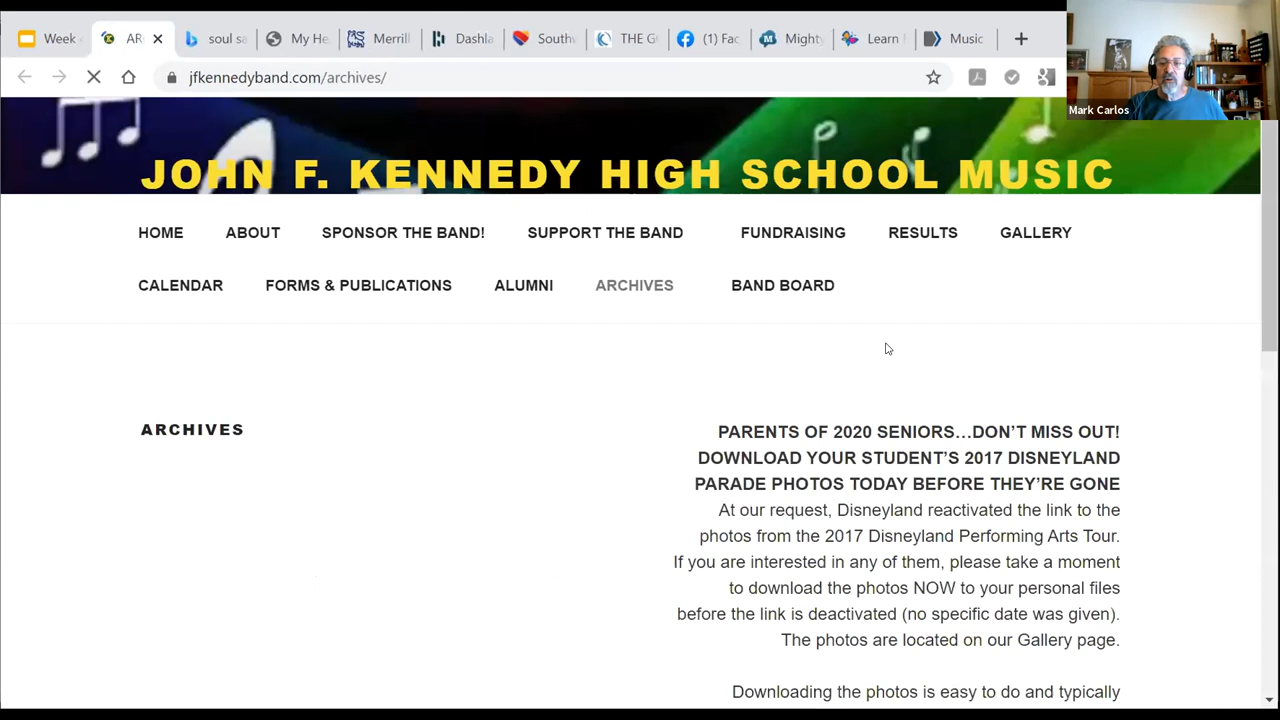 Week
AR
soul sa
My He
Merrill
Dashla
Southw
THE G
(1) Fac
Mighty
Learn
Music
jfkennedyband.com/archives/
Mark Carlos
JOHN F. KENNEDY HIGH SCHOOL MUSIC
HOME ABOUT SPONSOR THE BAND! SUPPORT THE BAND FUNDRAISING RESULTS GALLERY
CALENDAR FORMS & PUBLICATIONS ALUMNI ARCHIVES BAND BOARD
ARCHIVES
PARENTS OF 2020 SENIORS…DON’T MISS OUT!
DOWNLOAD YOUR STUDENT’S 2017 DISNEYLAND
PARADE PHOTOS TODAY BEFORE THEY’RE GONE
At our request, Disneyland reactivated the link to the
photos from the 2017 Disneyland Performing Arts Tour.
If you are interested in any of them, please take a moment
to download the photos NOW to your personal files
before the link is deactivated (no specific date was given).
The photos are located on our Gallery page.
Downloading the photos is easy to do and typically